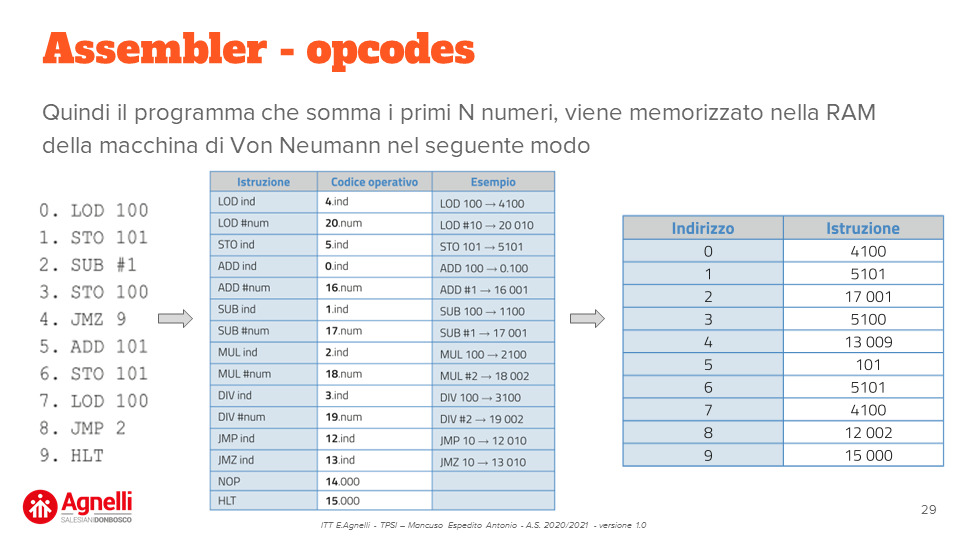 Assembler - opcodes
Quindi il programma che somma i primi N numeri, viene memorizzato nella RAM
della macchina di Von Neumann nel seguente modo
0. LOD 100
1. STO 101
2. SUB #1
3. STO 100
4. JMZ 9
5. ADD 101
6. STO 101
7. LOD 100
8. JMP 2
9. HLT
Istruzione Codice operativo Esempio
LOD ind 4.ind LOD 100 → 4100
LOD #num 20.num LOD #10 → 20 010
STO ind 5.ind STO 101 → 5101
ADD ind 0.ind ADD 100 → 0.100
ADD #num 16.num ADD #1 → 16 001
SUB ind 1.ind SUB 100 → 1100
SUB #num 17.num SUB #1 → 17 001
MUL ind 2.ind MUL 100 → 2100
MUL #num 18.num MUL #2 → 18 002
DIV ind 3.ind DIV 100 → 3100
DIV #num 19.num DIV #2 → 19 002
JMP ind 12.ind JMP 10 → 12 010
JMZ ind 13.ind JMZ 10 → 13 010
NOP 14.000
HLT 15.000
Indirizzo Istruzione
0 4100
1 5101
2 17 001
3 5100
4 13 009
5 101
6 5101
7 4100
8 12 002
9 15 000
Agnelli
SALESIANI DONBOSCO
ITT E.Agnelli - TPSI – Mancuso Espedito Antonio - A.S. 2020/2021 - versione 1.0
29